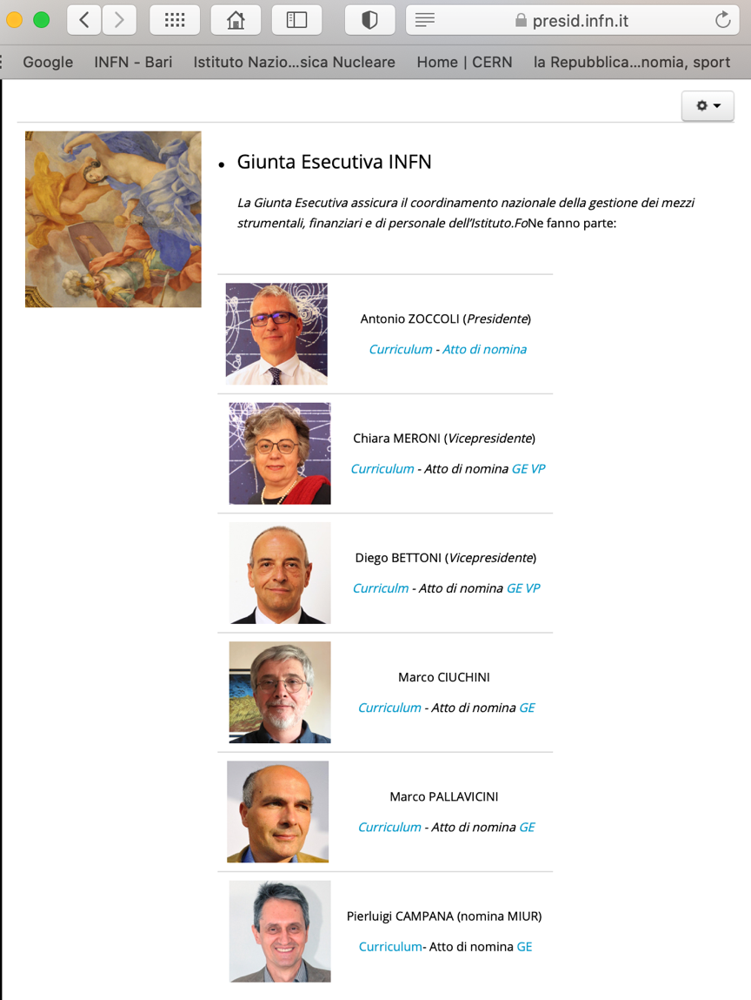 presid.infn.it
Google INFN - Bari Istituto Nazio...sica Nucleare Home | CERN la Repubblica...nomia, sport
• Giunta Esecutiva INFN
La Giunta Esecutiva assicura il coordinamento nazionale della gestione dei mezzi
strumentali, finanziari e di personale dell'Istituto.FoNe fanno parte:
Antonio ZOCCOLI (Presidente)
Curriculum - Atto di nomina
Chiara MERONI (Vicepresidente)
Curriculum - Atto di nomina GE VP
Diego BETTONI (Vicepresidente)
Curriculm - Atto di nomina GE VP
Marco CIUCHINI
Curriculum - Atto di nomina GE
Marco PALLAVICINI
Curriculum - Atto di nomina GE
Pierluigi CAMPANA (nomina MIUR)
Curriculum- Atto di nomina GE